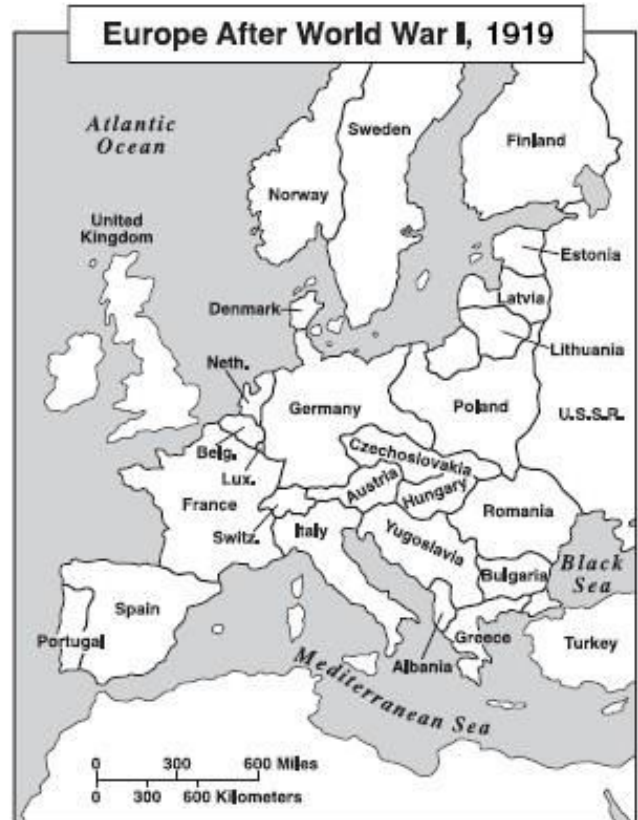 Europe After World War I, 1919
Atlantic
Ocean
Sweden
Finland
Norway
United
Kingdom
Estonia
Latvia
Denmark
Lithuania
Neth.
Germany
Poland
U.S.S.R.
Belg.
Czechoslovakia
Lux.
Austria
Hungary
France
Romania
Switz.
Italy
Yugoslavia
Black
Sea
Bulgaria
Spain
Portugal
Greece
Turkey
Albania
Mediterranean Sea
0 300 600 Miles
0 300 600 Kilometers